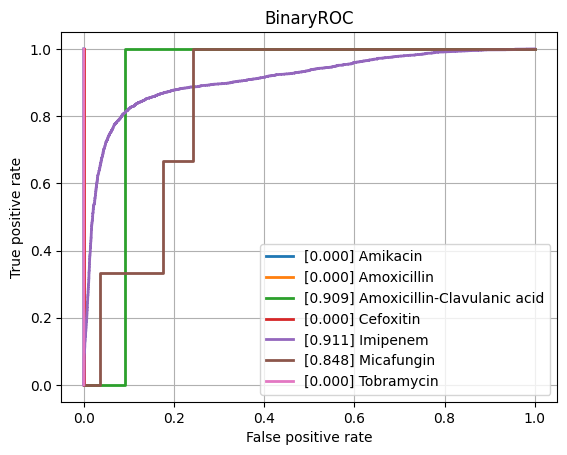 BinaryROC
1.0
0.8
0.6
0.4
0.2
0.0
True positive rate
[0.000] Amikacin
[0.000] Amoxicillin
[0.909] Amoxicillin-Clavulanic acid
[0.000] Cefoxitin
[0.911] Imipenem
[0.848] Micafungin
[0.000] Tobramycin
0.0 0.2 0.4 0.6 0.8 1.0
False positive rate